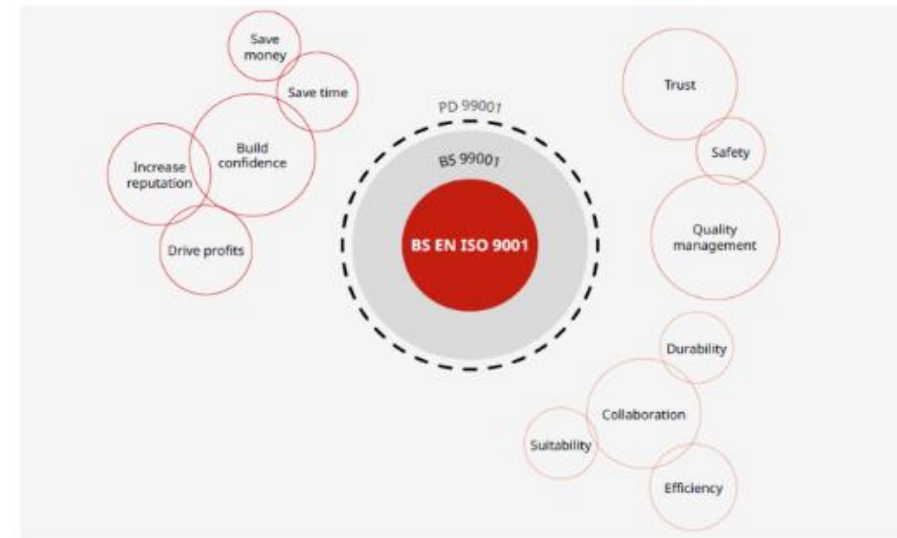 Save
money
Save time
Build
confidence
Increase
reputation
Drive profits
PD 99001
BS 99001
BS EN ISO 9001
Trust
Safety
Quality
management
Durability
Collaboration
Suitability
Efficiency